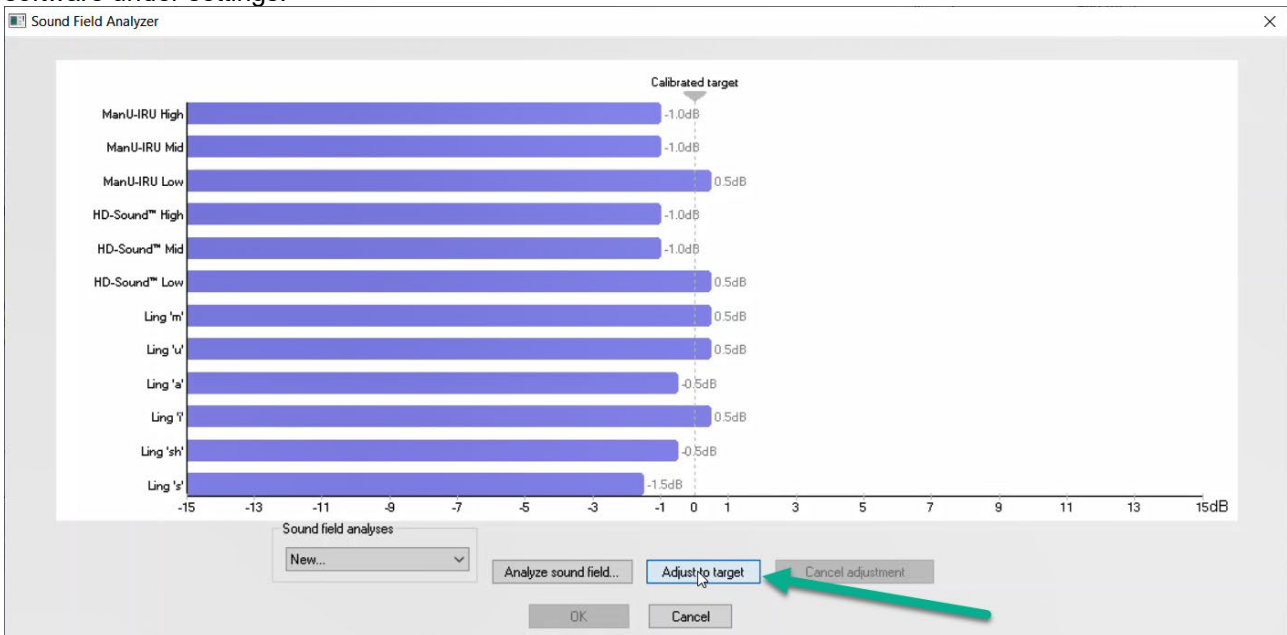 software under settings.
Sound Field Analyzer
Calibrated target
ManU-IRU High -1.0dB
ManU-IRU Mid -1.0dB
ManU-IRU Low 0.5dB
HD-Sound™ High -1.0dB
HD-Sound™ Mid -1.0dB
HD-Sound™ Low 0.5dB
Ling 'm' 0.5dB
Ling 'u' 0.5dB
Ling 'a' -0.5dB
Ling 'i' 0.5dB
Ling 'sh' -0.5dB
Ling 's' -1.5dB
-15 -13 -11 -9 -7 -5 -3 -1 0 1 3 5 7 9 11 13 15dB
Sound field analyses
New...
Analyze sound field... Adjust to target Cancel adjustment
OK Cancel